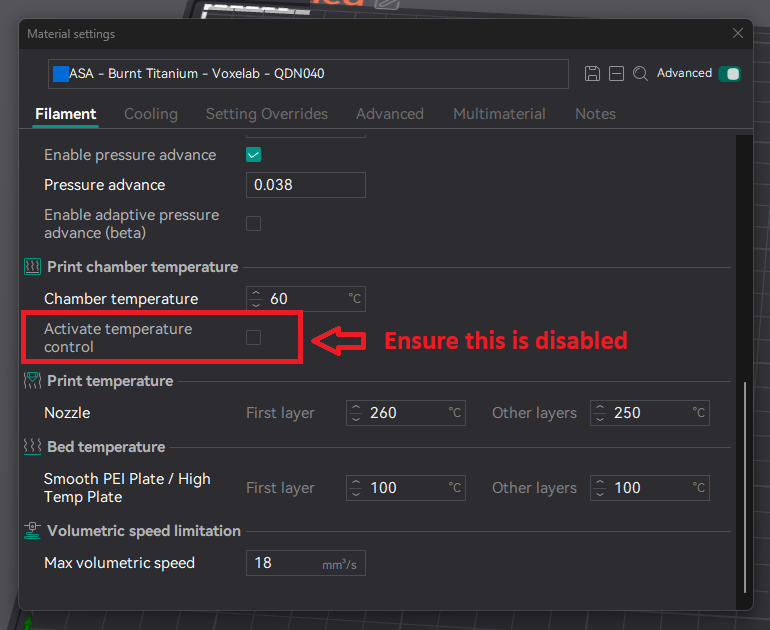 Material settings
ASA - Burnt Titanium - Voxelab - QDN040
Advanced
Filament Cooling Setting Overrides Advanced Multimaterial Notes
Enable pressure advance
Pressure advance 0.038
Enable adaptive pressure
advance (beta)
Print chamber temperature
Chamber temperature 60 °C
Activate temperature
control
Ensure this is disabled
Print temperature
Nozzle First layer 260 °C Other layers 250 °C
Bed temperature
Smooth PEI Plate / High
Temp Plate
First layer 100 °C Other layers 100 °C
Volumetric speed limitation
Max volumetric speed 18 mm³/s